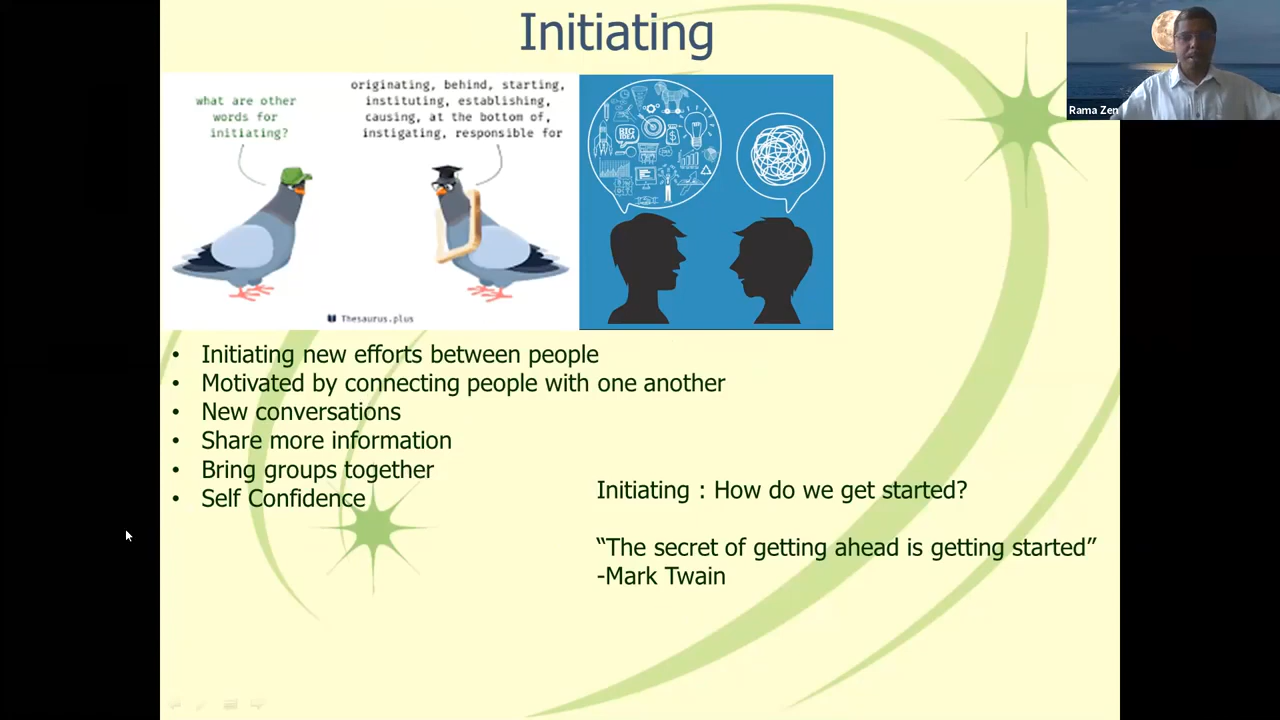 Initiating
what are other
words for
initiating?
originating, behind, starting,
instituting, establishing,
causing, at the bottom of,
instigating, responsible for
Thesaurus.plus
BIG
IDEA
Rama Zen
• Initiating new efforts between people
• Motivated by connecting people with one another
• New conversations
• Share more information
• Bring groups together
• Self Confidence
Initiating : How do we get started?
“The secret of getting ahead is getting started”
-Mark Twain